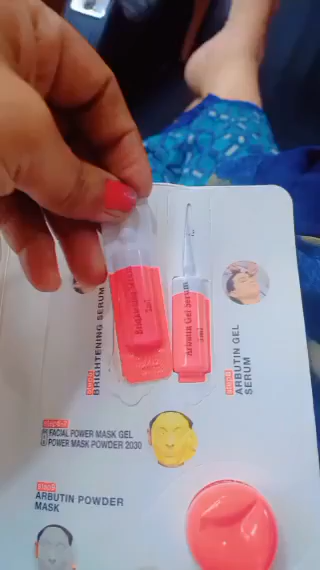 BRIGHTENING SERUM
Arbutin Gel Serum
2ml
ARBUTIN GEL
SERUM
FACIAL POWER MASK GEL
POWER MASK POWDER 2030
ARBUTIN POWDER
MASK